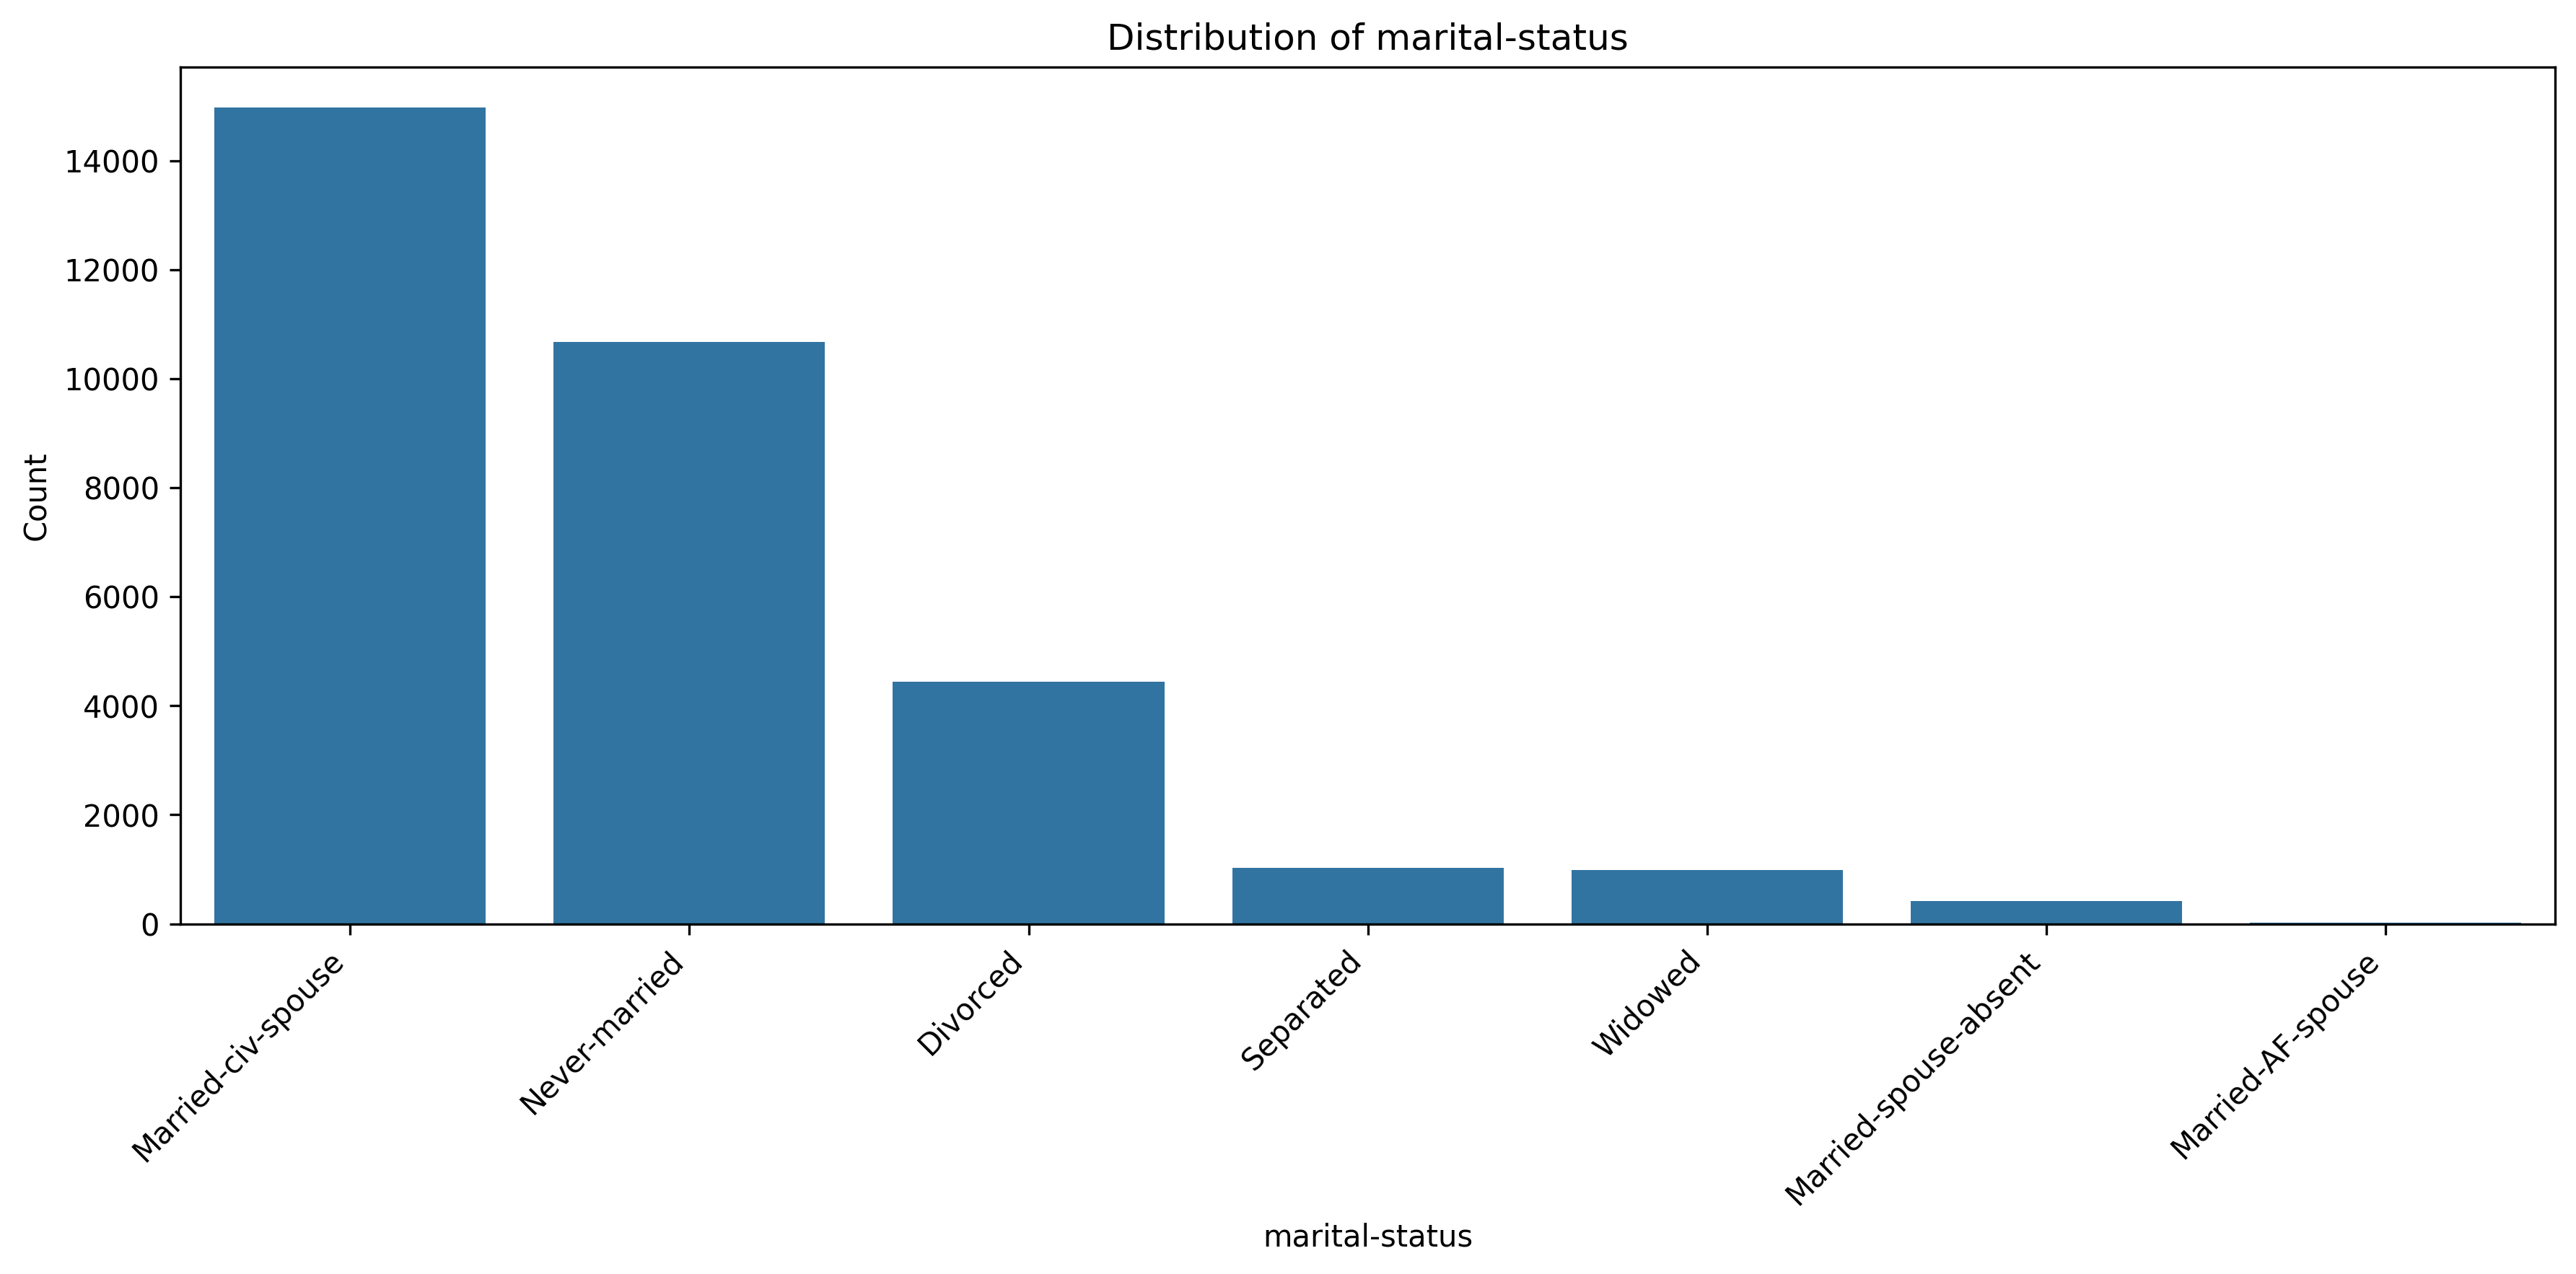 Distribution of marital-status
Count
14000
12000
10000
8000
6000
4000
2000
0
Married-civ-spouse
Never-married
Divorced
Separated
Widowed
Married-spouse-absent
Married-AF-spouse
marital-status